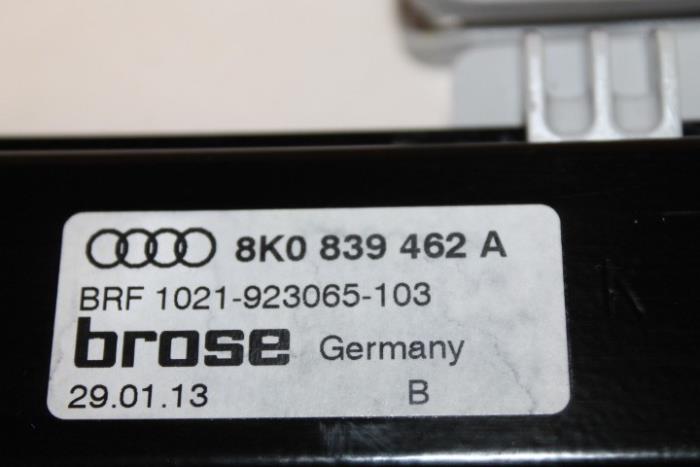 8K0 839 462 A
BRF 1021-923065-103
brose Germany
29.01.13 B
K